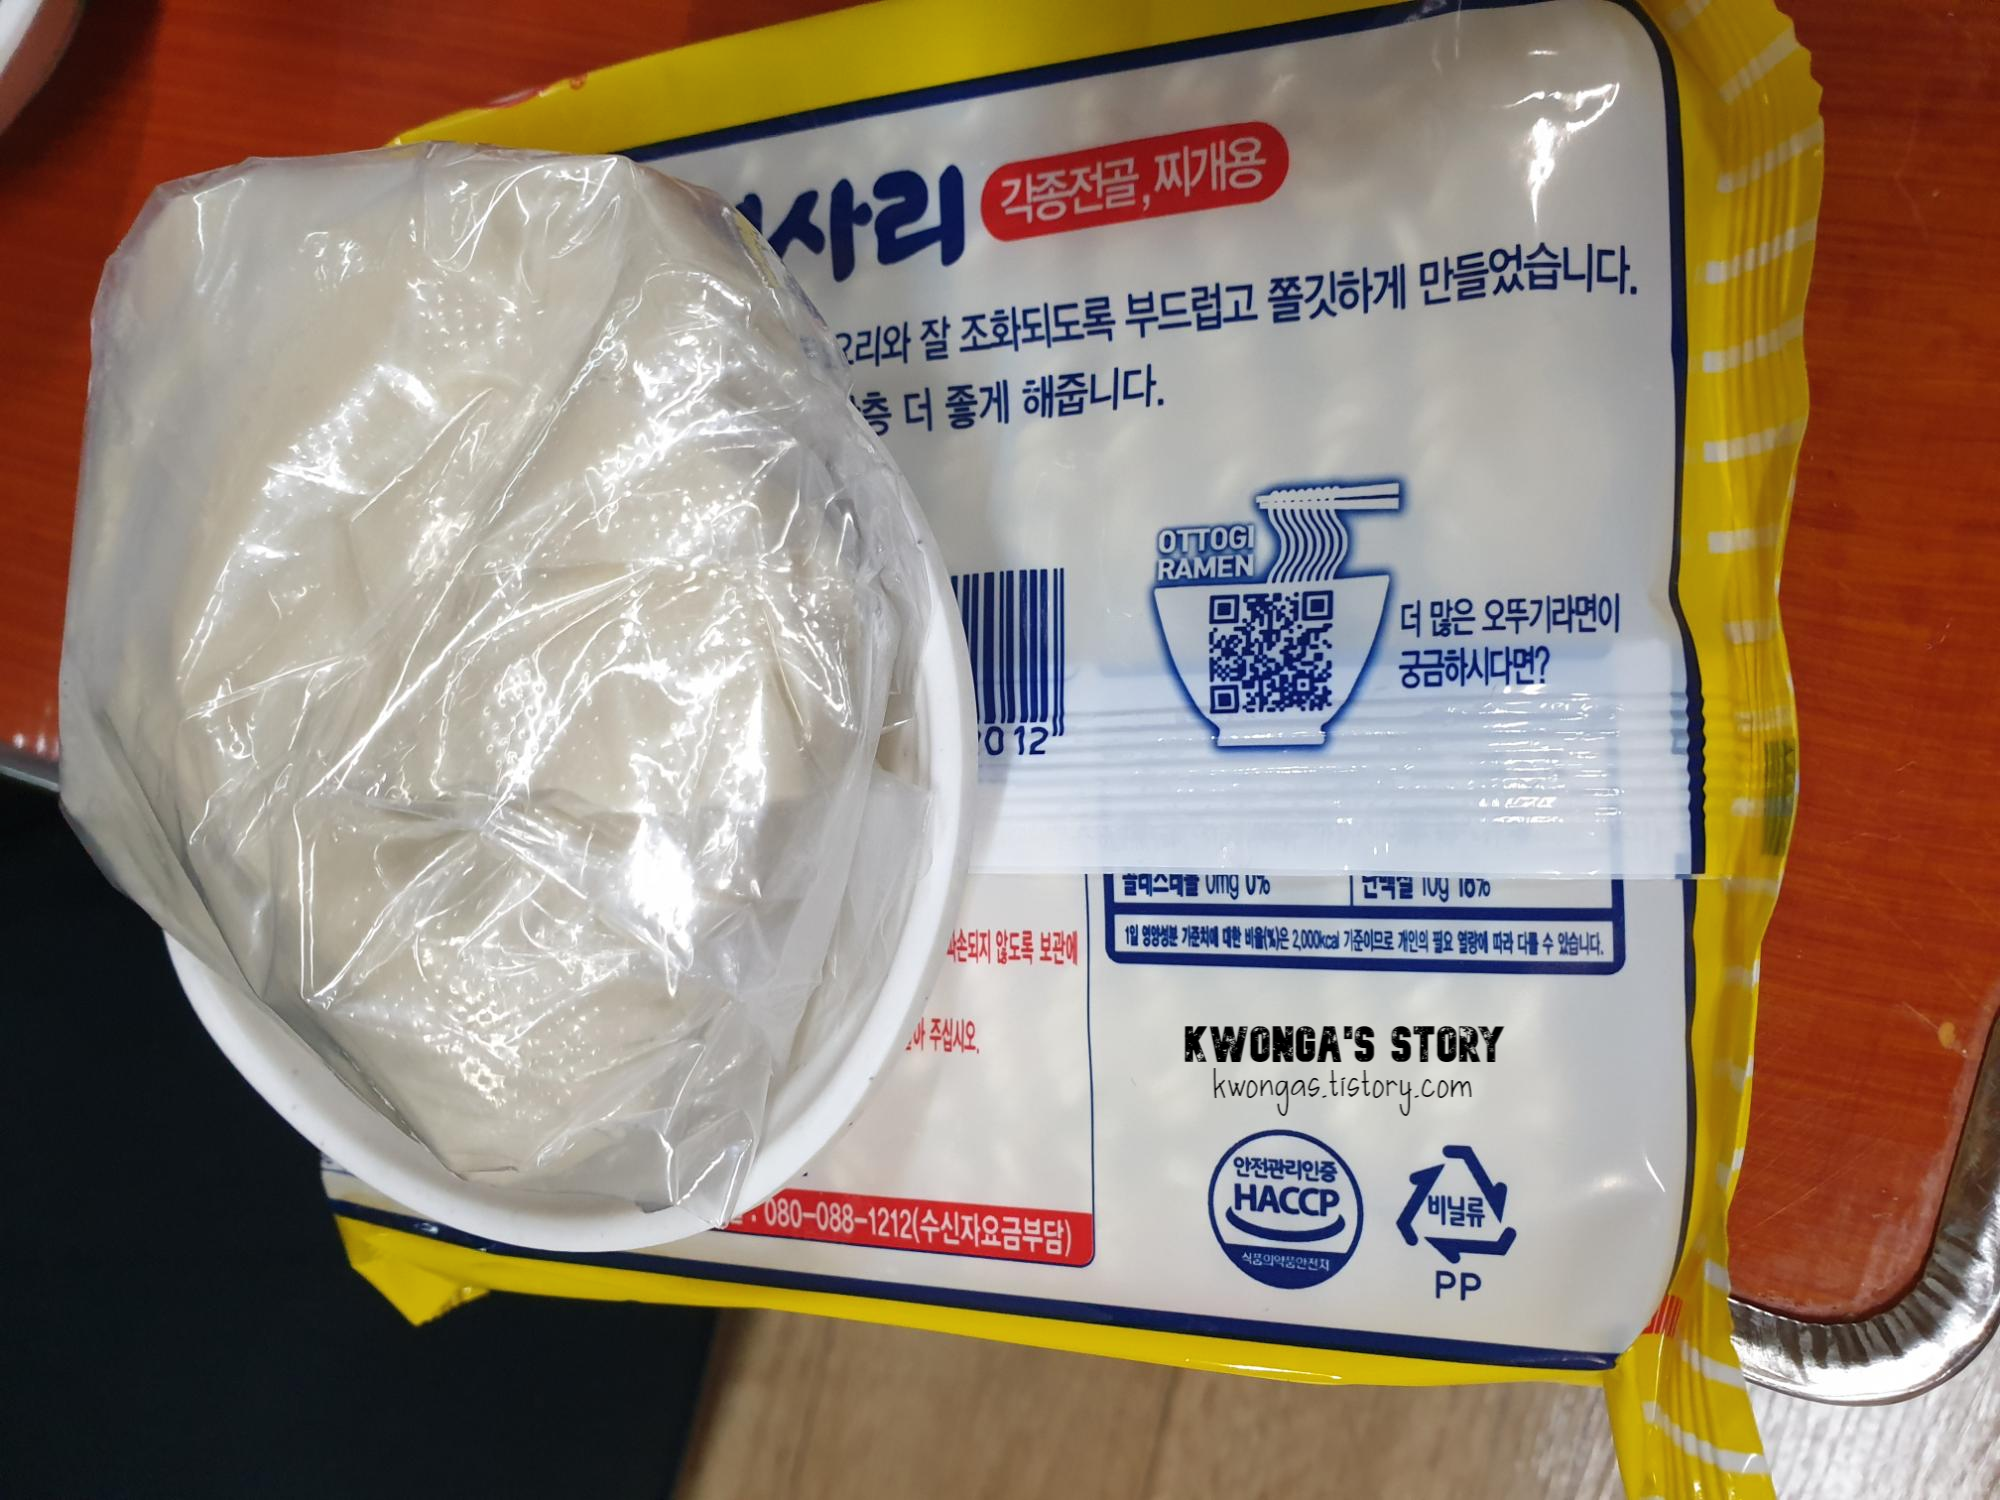 사리 각종전골, 찌개용
요리와 잘 조화되도록 부드럽고 쫄깃하게 만들었습니다.
층 더 좋게 해줍니다.
OTTOGI
RAMEN
더 많은 오뚜기라면이
궁금하시다면?
012
콜레스테롤 0mg 0% 단백질 10g 18%
1일 영양성분 기준치에 대한 비율(%)은 2,000kcal 기준이므로 개인의 필요 열량에 따라 다를 수 있습니다.
파손되지 않도록 보관에
주십시오.
KWONGA'S STORY
kwongas.tistory.com
안전관리인증
HACCP
식품의약품안전처
비닐류
PP
080-088-1212(수신자요금부담)